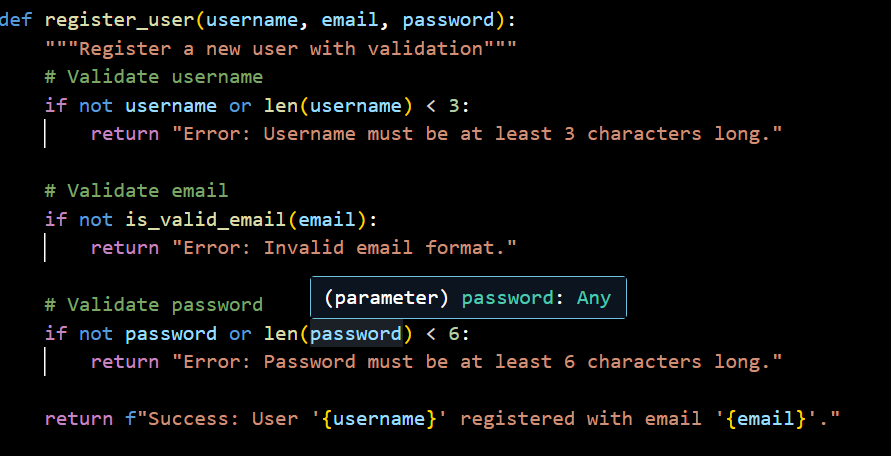 def register_user(username, email, password):
    """Register a new user with validation"""
    # Validate username
    if not username or len(username) < 3:
        return "Error: Username must be at least 3 characters long."

    # Validate email
    if not is_valid_email(email):
        return "Error: Invalid email format."

(parameter) password: Any
    # Validate password
    if not password or len(password) < 6:
        return "Error: Password must be at least 6 characters long."

    return f"Success: User '{username}' registered with email '{email}'."